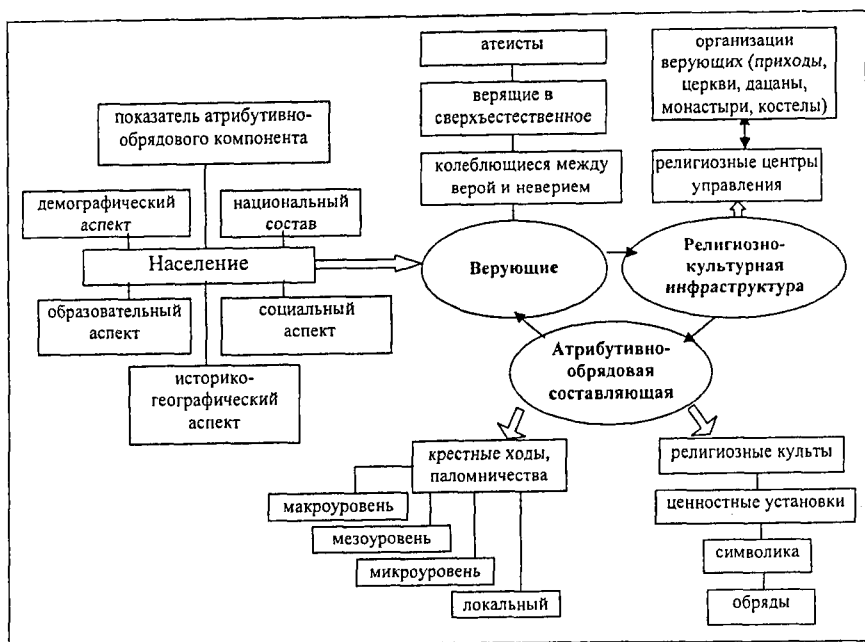 атеисты
верящие в
сверхъестественное
колеблющиеся между
верой и неверием
организации
верующих (приходы,
церкви, дацаны,
монастыри, костелы)
религиозные центры
управления
показатель атрибутивно-
обрядового компонента
демографический
аспект
национальный
состав
Население
образовательный
аспект
социальный
аспект
историко-
географический
аспект
Верующие
Религиозно-
культурная
инфраструктура
Атрибутивно-
обрядовая
составляющая
крестные ходы,
паломничества
макроуровень
мезоуровень
микроуровень
локальный
религиозные культы
ценностные установки
символика
обряды